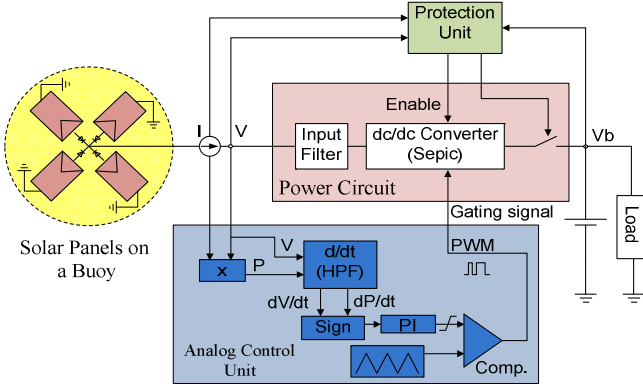 Protection
Unit
Enable
I
V
Input
Filter
dc/dc Converter
(Sepic)
Vb
Power Circuit
Gating signal
Load
Solar Panels on
a Buoy
V
PWM
x
P
d/dt
(HPF)
dV/dt
dP/dt
Sign
PI
Analog Control
Unit
Comp.